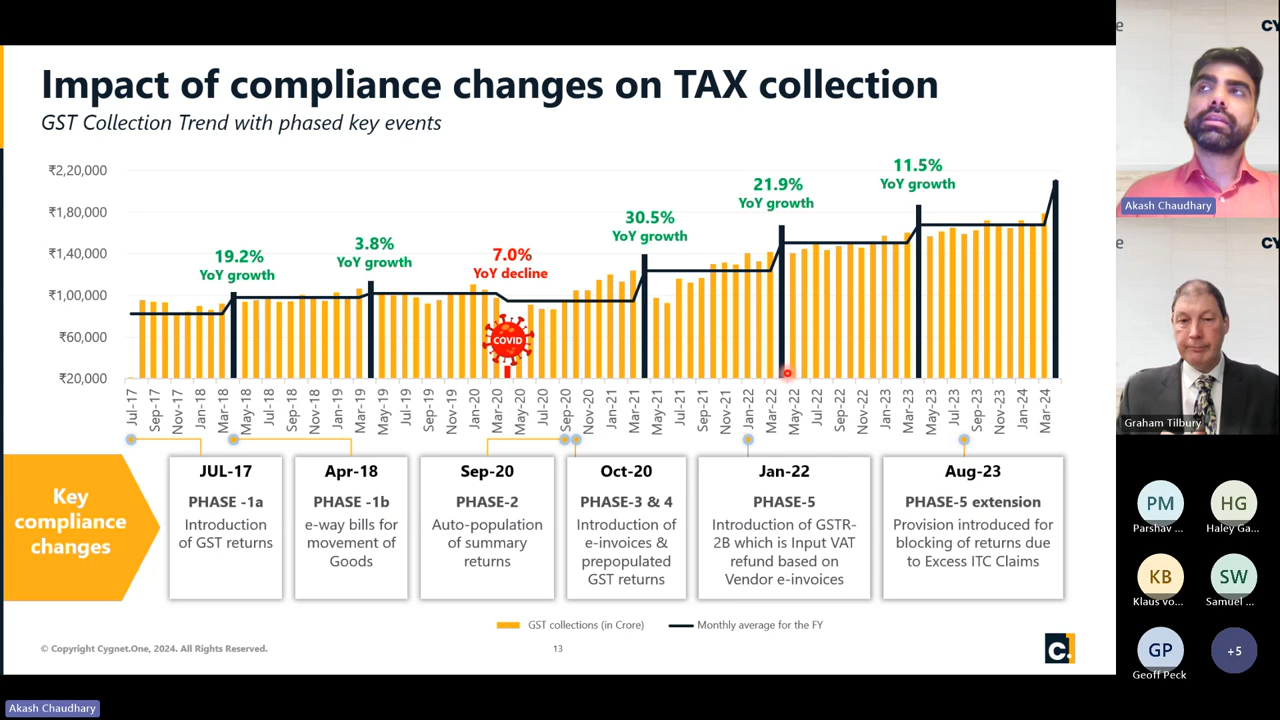 Impact of compliance changes on TAX collection
GST Collection Trend with phased key events
₹2,20,000
₹1,80,000
₹1,40,000
₹1,00,000
₹60,000
₹20,000
19.2%
YoY growth
3.8%
YoY growth
7.0%
YoY decline
30.5%
YoY growth
21.9%
YoY growth
11.5%
YoY growth
COVID
Jul-17
Sep-17
Nov-17
Jan-18
Mar-18
May-18
Jul-18
Sep-18
Nov-18
Jan-19
Mar-19
May-19
Jul-19
Sep-19
Nov-19
Jan-20
Mar-20
May-20
Jul-20
Sep-20
Nov-20
Jan-21
Mar-21
May-21
Jul-21
Sep-21
Nov-21
Jan-22
Mar-22
May-22
Jul-22
Sep-22
Nov-22
Jan-23
Mar-23
May-23
Jul-23
Sep-23
Nov-23
Jan-24
Mar-24
Key
compliance
changes
JUL-17
PHASE -1a
Introduction
of GST returns
Apr-18
PHASE -1b
e-way bills for
movement of
Goods
Sep-20
PHASE-2
Auto-population
of summary
returns
Oct-20
PHASE-3 & 4
Introduction of
e-invoices &
prepopulated
GST returns
Jan-22
PHASE-5
Introduction of GSTR-
2B which is Input VAT
refund based on
Vendor e-invoices
Aug-23
PHASE-5 extension
Provision introduced for
blocking of returns due
to Excess ITC Claims
GST collections (in Crore)
Monthly average for the FY
© Copyright Cygnet.One, 2024. All Rights Reserved.
13
C.
e
CY
Akash Chaudhary
e
CY
Graham Tilbury
PM
Parshav ...
HG
Haley Ga...
KB
Klaus vo...
SW
Samuel ...
GP
Geoff Peck
+5
Akash Chaudhary